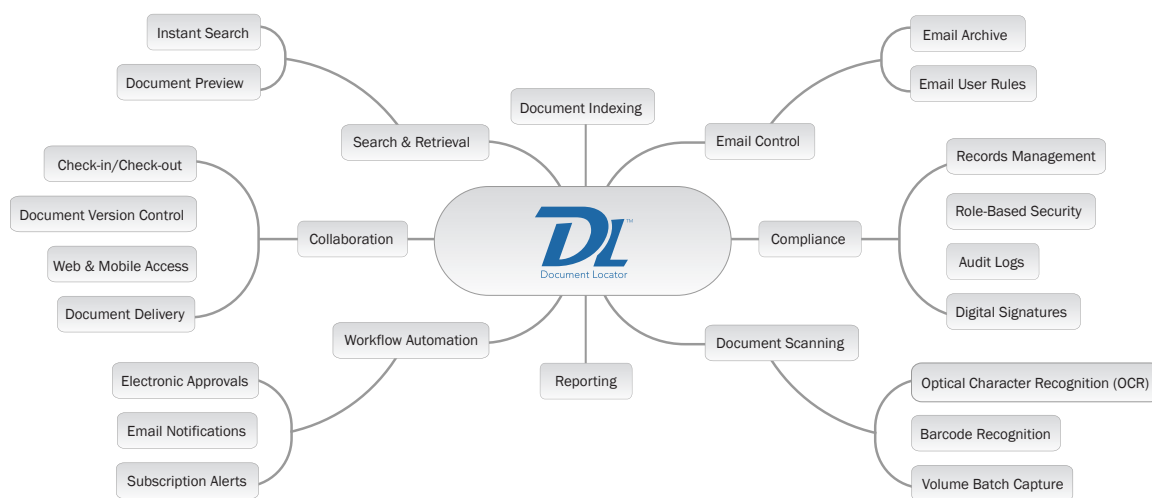 Instant Search
Document Preview
Search & Retrieval
Document Indexing
Email Control
Email Archive
Email User Rules
Check-in/Check-out
Document Version Control
Web & Mobile Access
Document Delivery
Collaboration
DL™
Document Locator
Compliance
Records Management
Role-Based Security
Audit Logs
Digital Signatures
Workflow Automation
Electronic Approvals
Email Notifications
Subscription Alerts
Reporting
Document Scanning
Optical Character Recognition (OCR)
Barcode Recognition
Volume Batch Capture